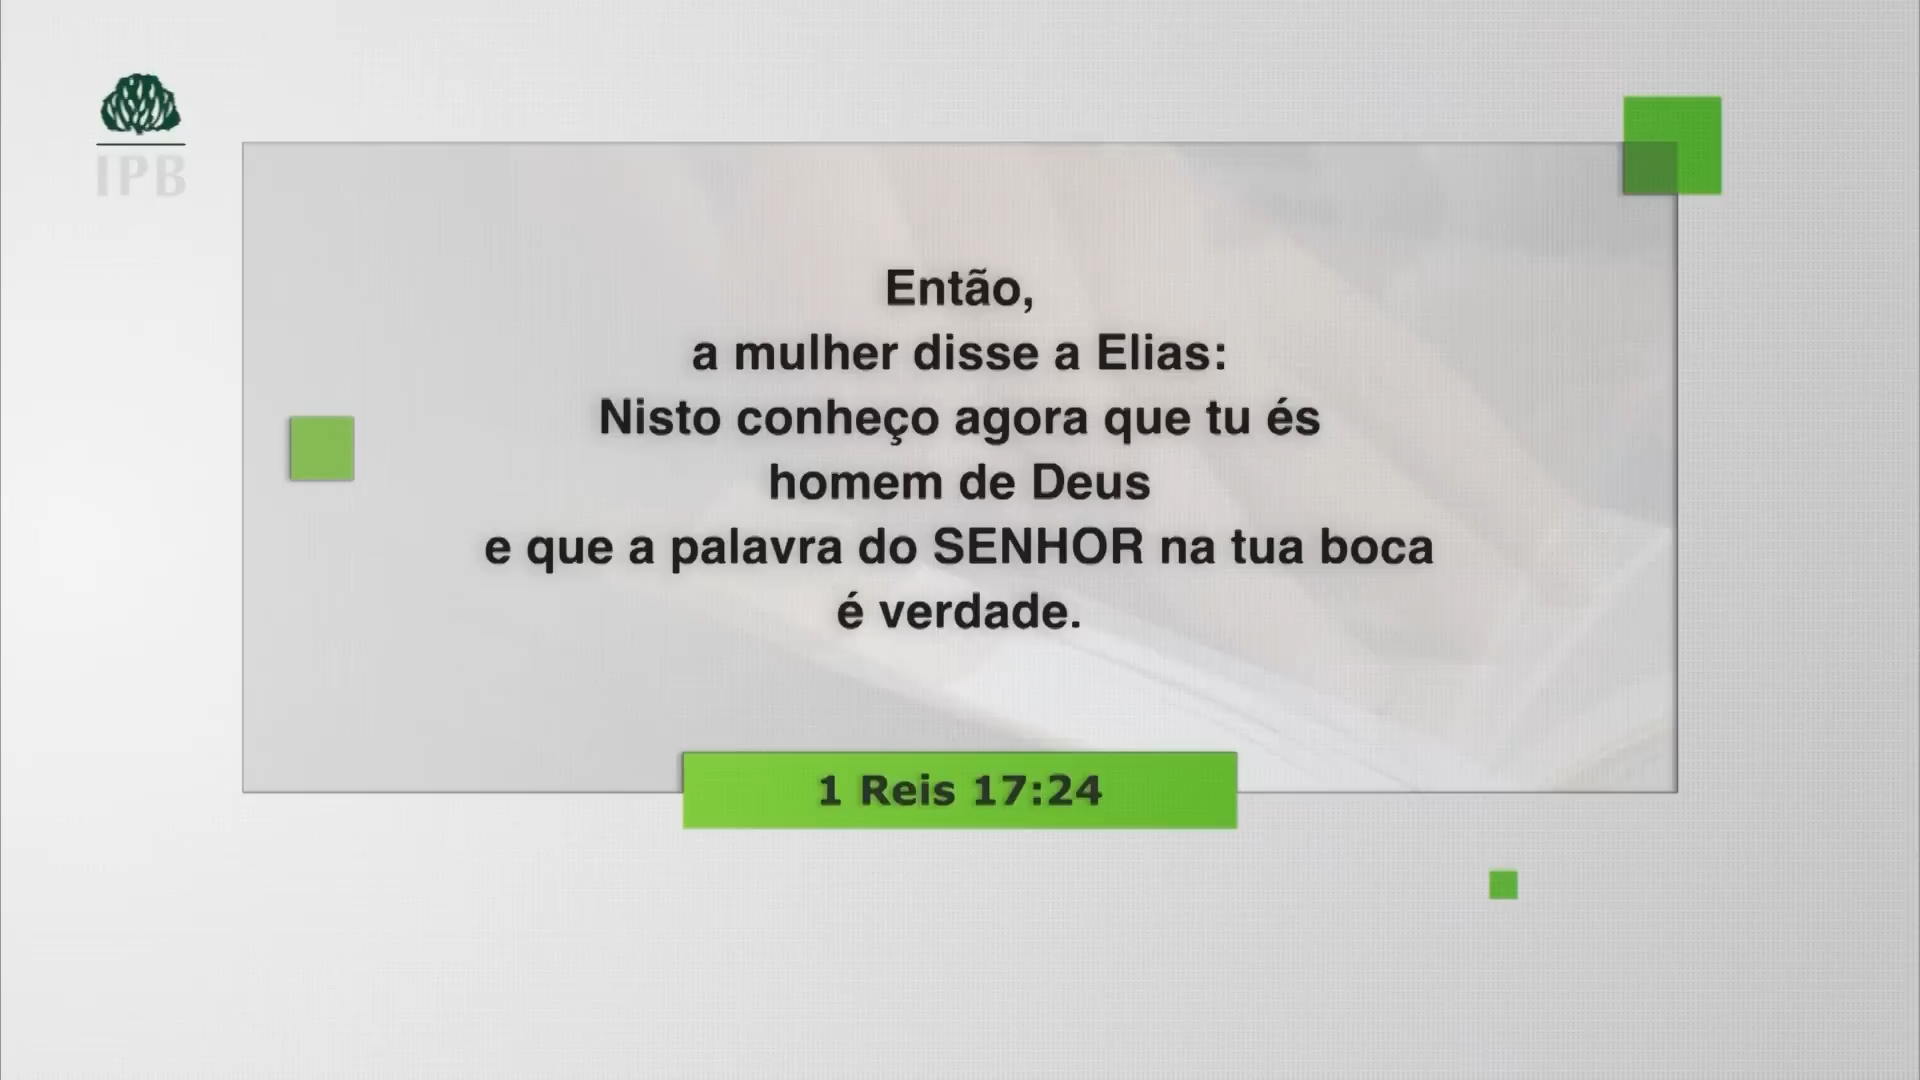 IPB
Então,
a mulher disse a Elias:
Nisto conheço agora que tu és
homem de Deus
e que a palavra do SENHOR na tua boca
é verdade.
1 Reis 17:24